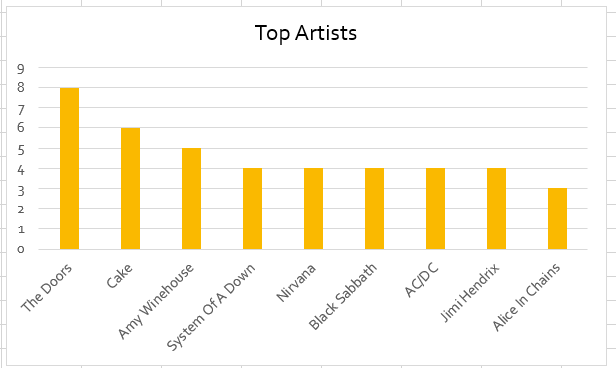 Top Artists
9
8
7
6
5
4
3
2
1
0
The Doors
Cake
Amy Winehouse
System Of A Down
Nirvana
Black Sabbath
AC/DC
Jimi Hendrix
Alice In Chains